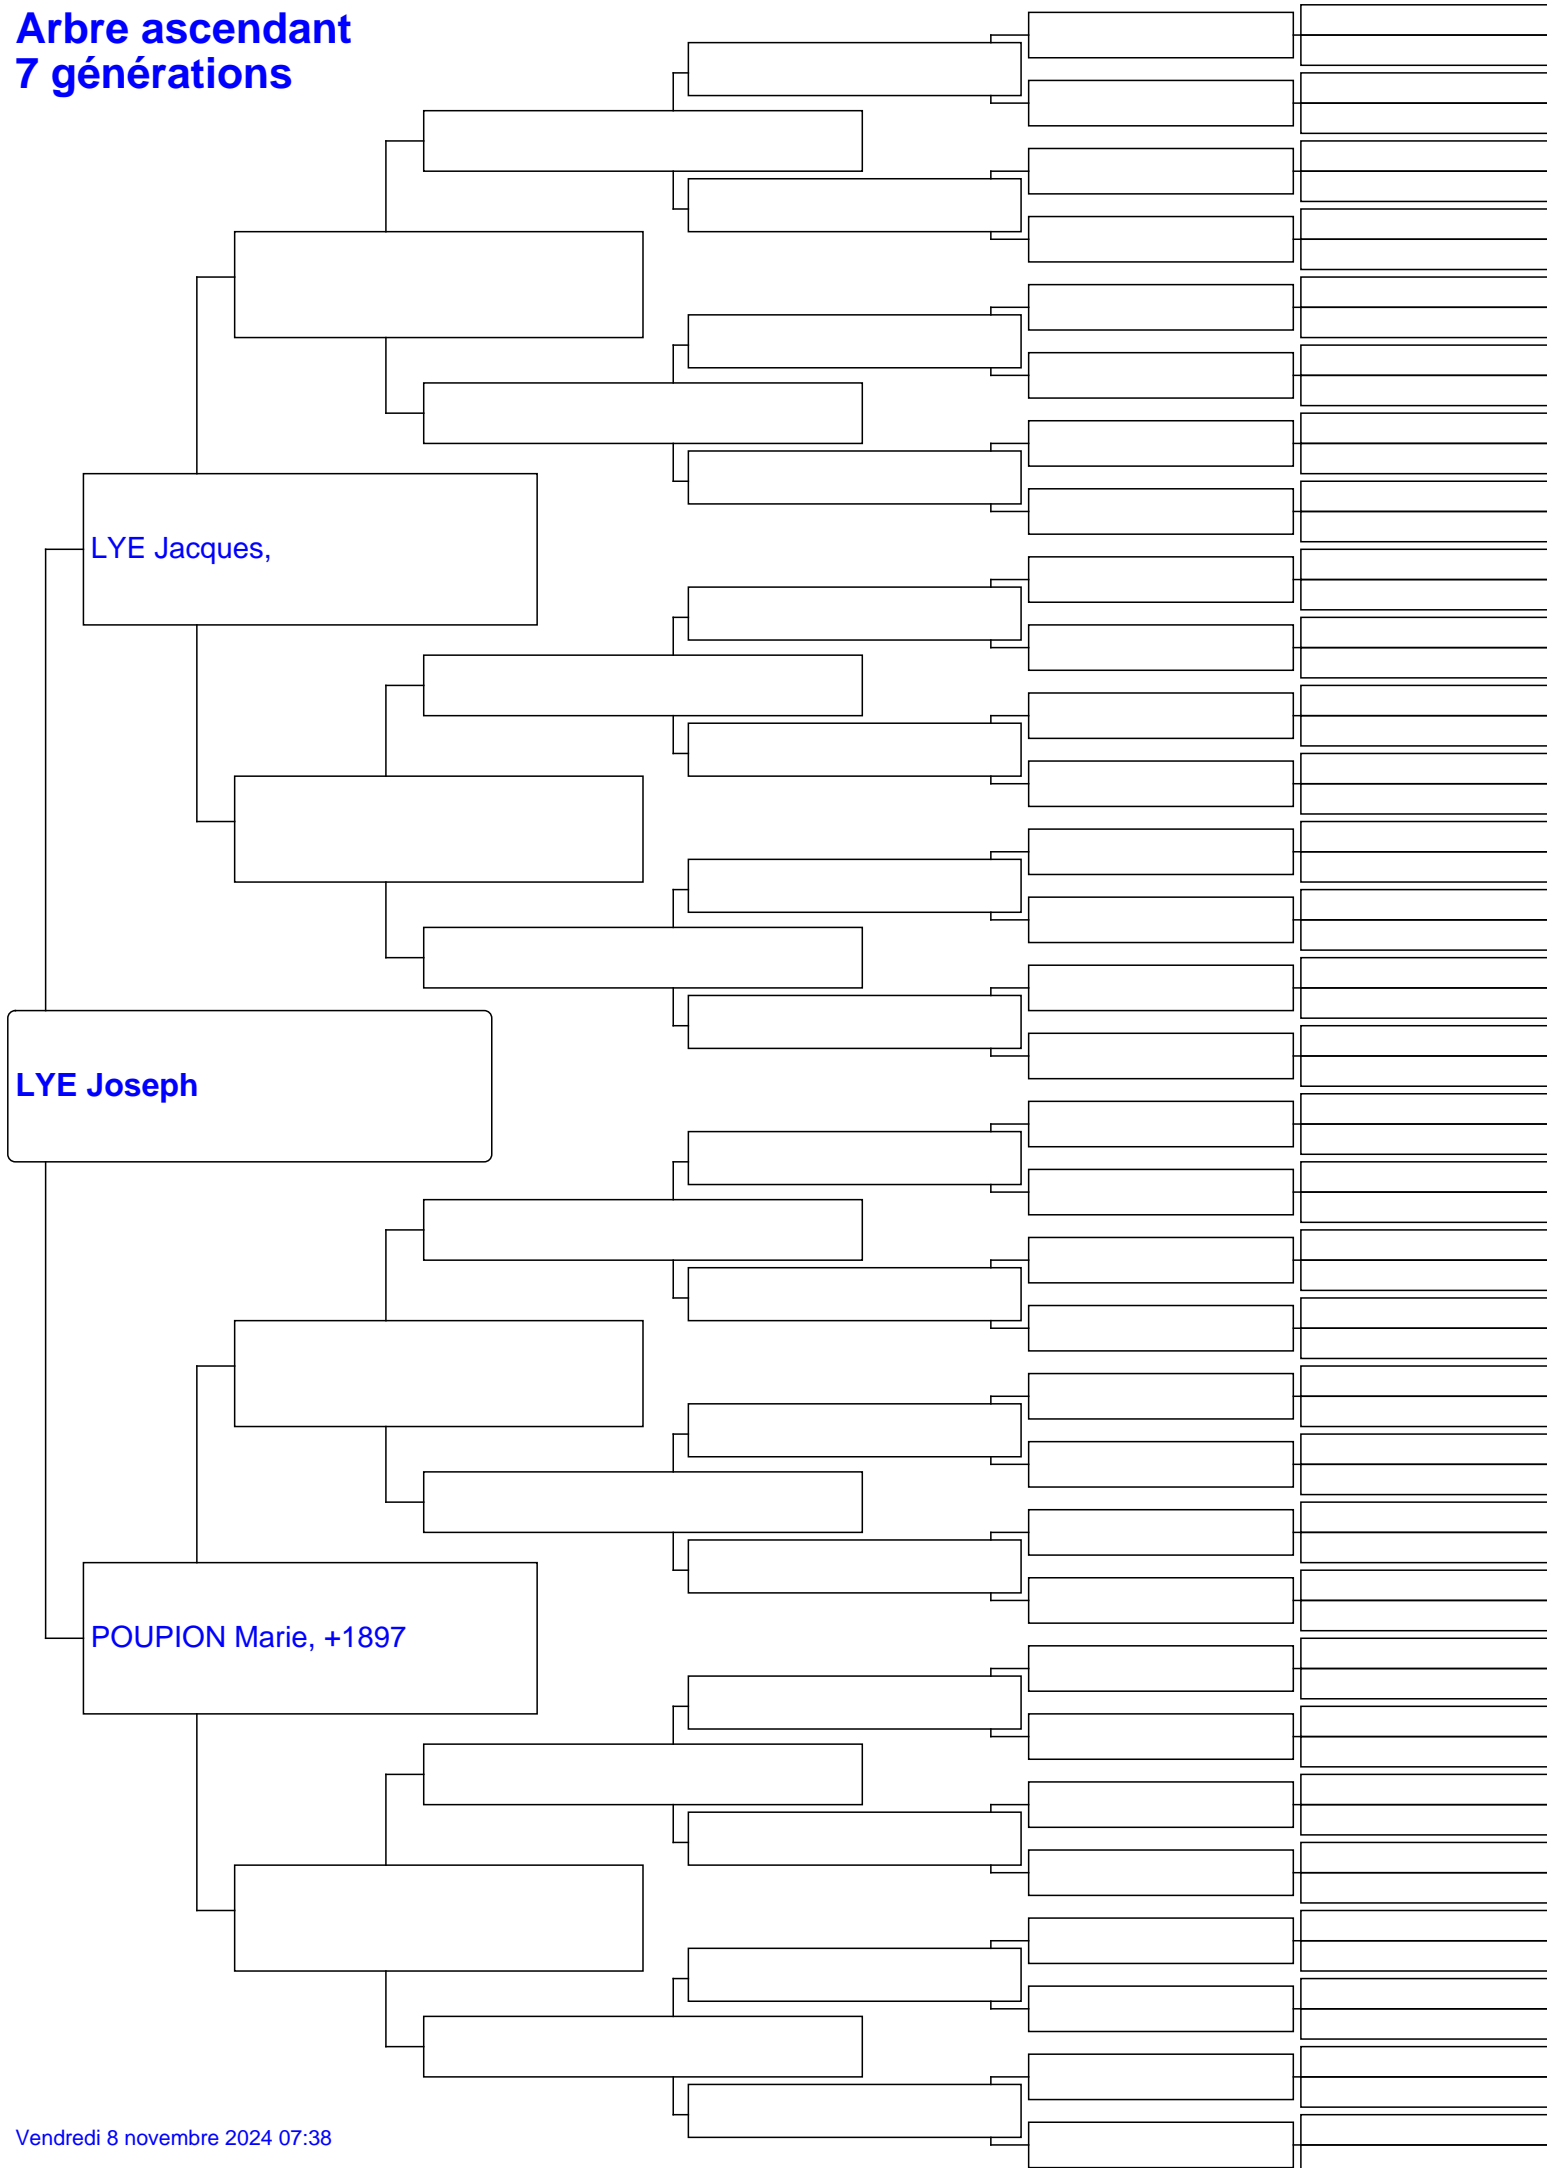 Arbre ascendant
7 générations
LYE Jacques,
LYE Joseph
POUPION Marie, +1897
Vendredi 8 novembre 2024 07:38